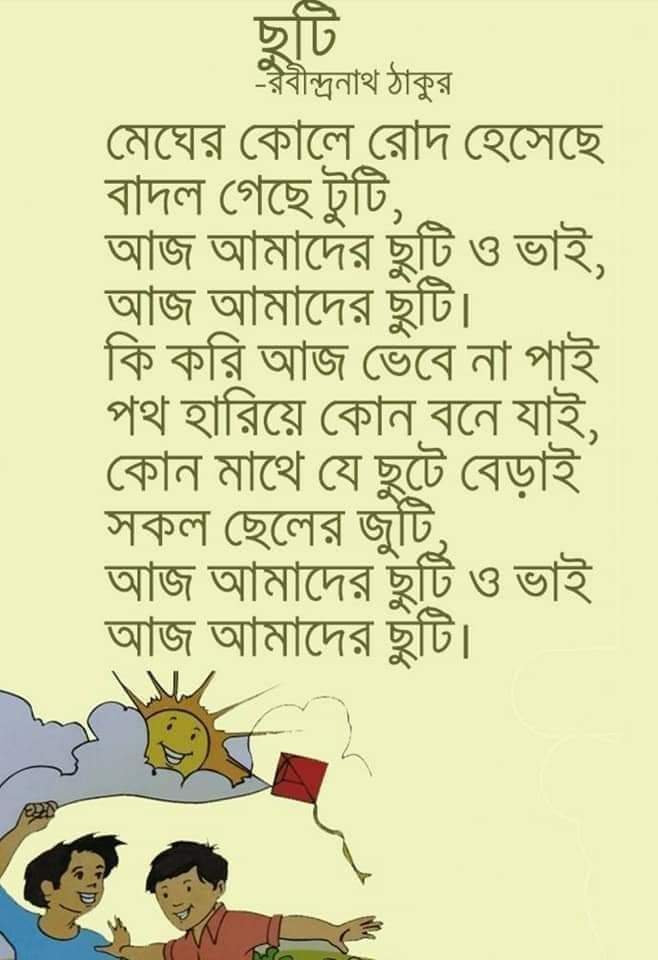 ছুটি
-রবীন্দ্রনাথ ঠাকুর
মেঘের কোলে রোদ হেসেছে
বাদল গেছে টুটি,
আজ আমাদের ছুটি ও ভাই,
আজ আমাদের ছুটি।
কি করি আজ ভেবে না পাই
পথ হারিয়ে কোন বনে যাই,
কোন মাথে যে ছুটে বেড়াই
সকল ছেলের জুটি,
আজ আমাদের ছুটি ও ভাই
আজ আমাদের ছুটি।